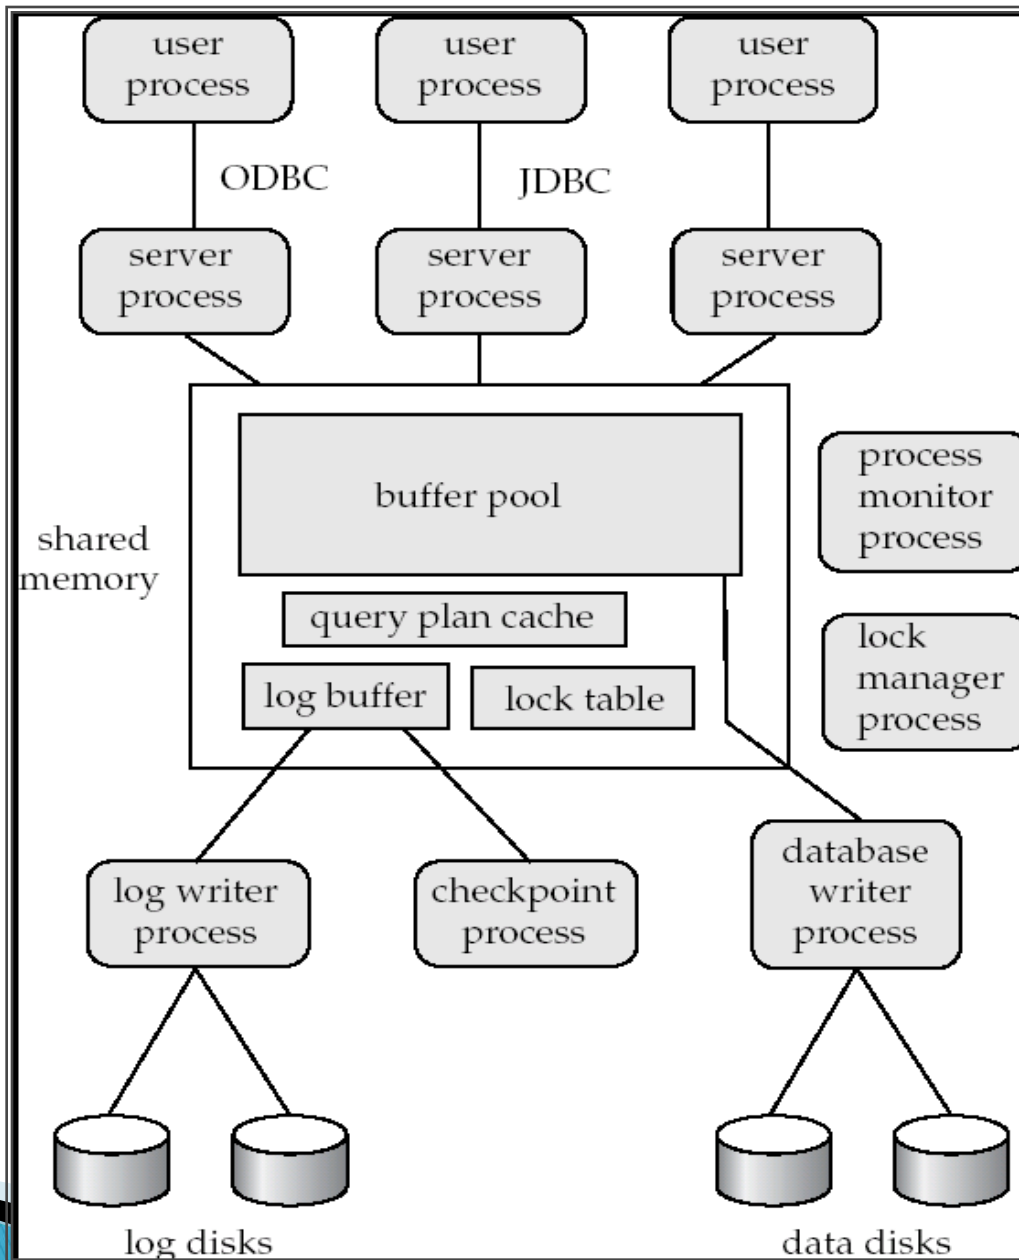 user
process
user
process
user
process
ODBC
JDBC
server
process
server
process
server
process
shared
memory
buffer pool
query plan cache
log buffer
lock table
process
monitor
process
lock
manager
process
log writer
process
checkpoint
process
database
writer
process
log disks
data disks